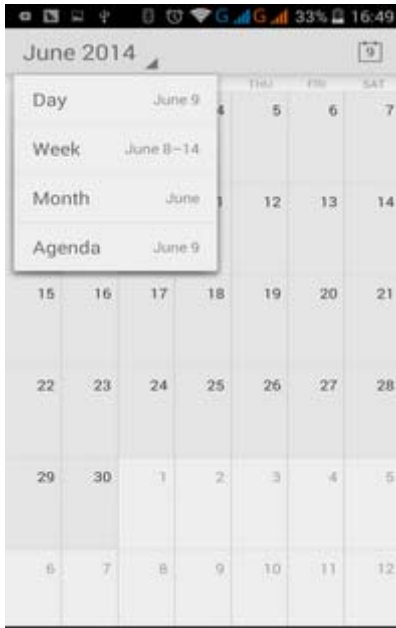 G G 33% 16:49
June 2014 9
THU FRI SAT
Day June 9 4 5 6 7
Week June 8–14
Month June 1 12 13 14
Agenda June 9
15 16 17 18 19 20 21
22 23 24 25 26 27 28
29 30 1 2 3 4 5
6 7 8 9 10 11 12